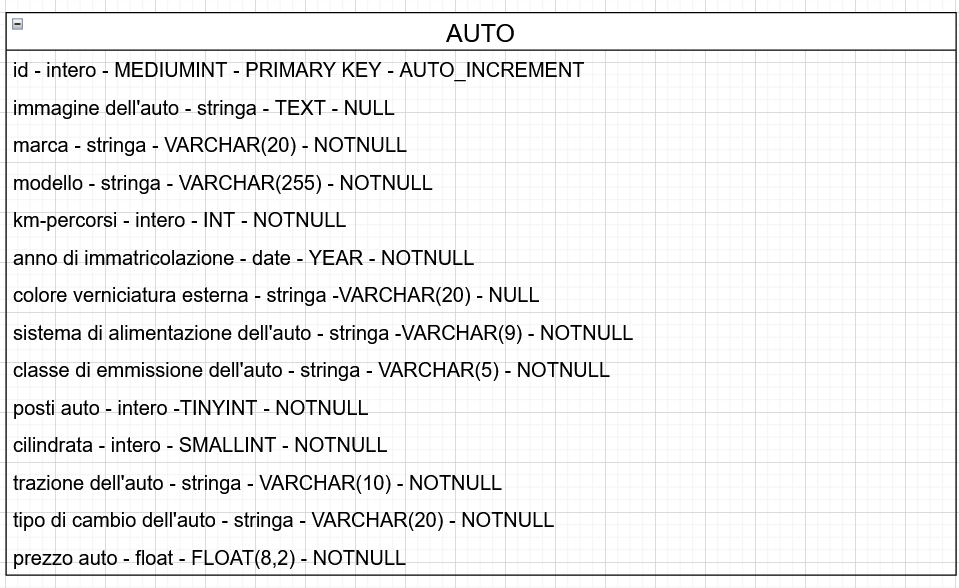 AUTO
id - intero - MEDIUMINT - PRIMARY KEY - AUTO_INCREMENT
immagine dell'auto - stringa - TEXT - NULL
marca - stringa - VARCHAR(20) - NOTNULL
modello - stringa - VARCHAR(255) - NOTNULL
km-percorsi - intero - INT - NOTNULL
anno di immatricolazione - date - YEAR - NOTNULL
colore verniciatura esterna - stringa -VARCHAR(20) - NULL
sistema di alimentazione dell'auto - stringa -VARCHAR(9) - NOTNULL
classe di emmissione dell'auto - stringa - VARCHAR(5) - NOTNULL
posti auto - intero -TINYINT - NOTNULL
cilindrata - intero - SMALLINT - NOTNULL
trazione dell'auto - stringa - VARCHAR(10) - NOTNULL
tipo di cambio dell'auto - stringa - VARCHAR(20) - NOTNULL
prezzo auto - float - FLOAT(8,2) - NOTNULL